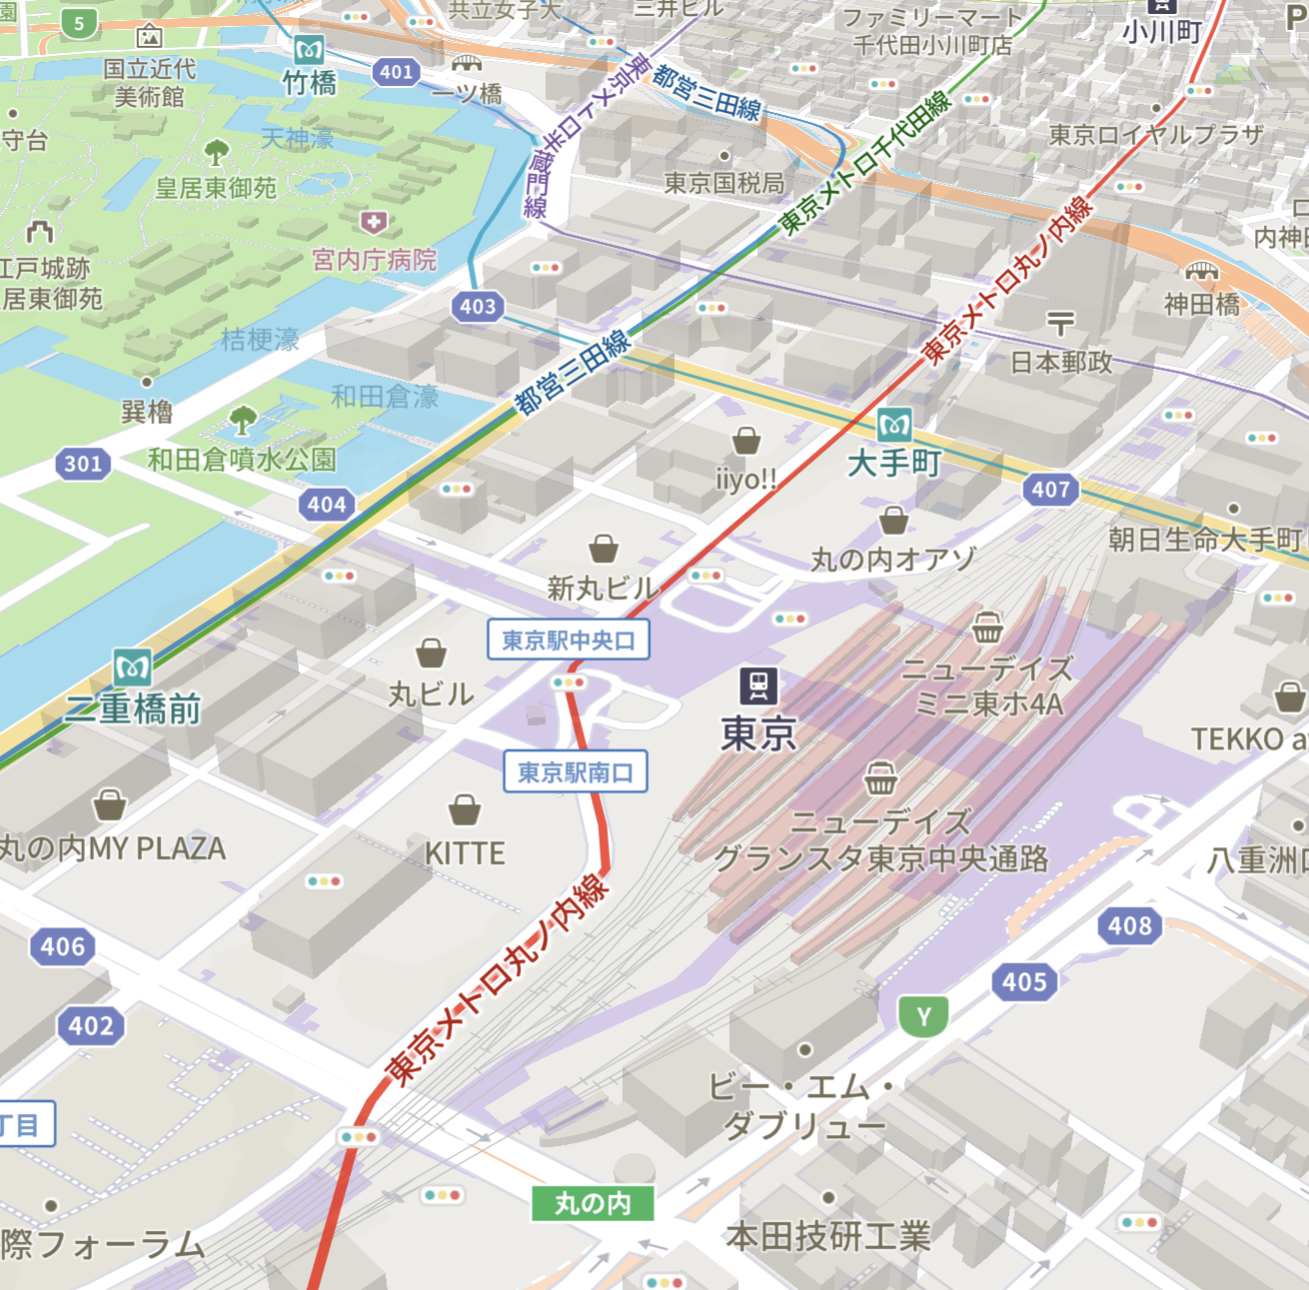 園
5
共立女子大
三井ビル
ファミリーマート
千代田小川町店
小川町
P
国立近代
美術館
竹橋
401
一ツ橋
都営三田線
東京メトロ半蔵門線
東京メトロ千代田線
東京ロイヤルプラザ
守台
天神濠
皇居東御苑
東京国税局
宮内庁病院
江戸城跡
居東御苑
403
東京メトロ丸ノ内線
神田橋
内神田
日本郵政
桔梗濠
和田倉濠
都営三田線
巽櫓
和田倉噴水公園
301
404
iiyo!!
大手町
407
丸の内オアゾ
朝日生命大手町
新丸ビル
東京駅中央口
丸ビル
二重橋前
東京
ニューデイズ
ミニ東ホ4A
TEKKO a
東京駅南口
丸の内MY PLAZA
KITTE
ニューデイズ
グランスタ東京中央通路
八重洲口
東京メトロ丸ノ内線
406
402
408
405
Y
ビー・エム・
ダブリュー
丁目
丸の内
際フォーラム
本田技研工業